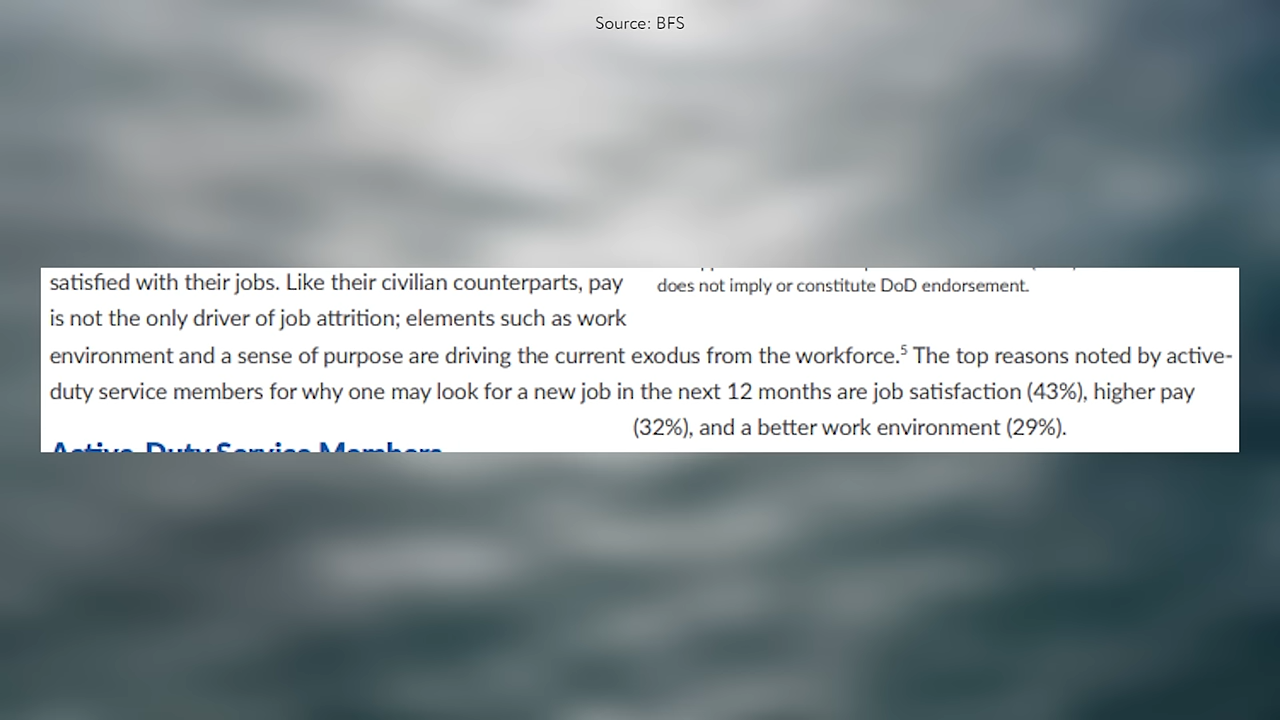 Source: BFS
satisfied with their jobs. Like their civilian counterparts, pay
is not the only driver of job attrition; elements such as work
does not imply or constitute DoD endorsement.
environment and a sense of purpose are driving the current exodus from the workforce.5 The top reasons noted by active-
duty service members for why one may look for a new job in the next 12 months are job satisfaction (43%), higher pay
(32%), and a better work environment (29%).
Active-Duty Service Members